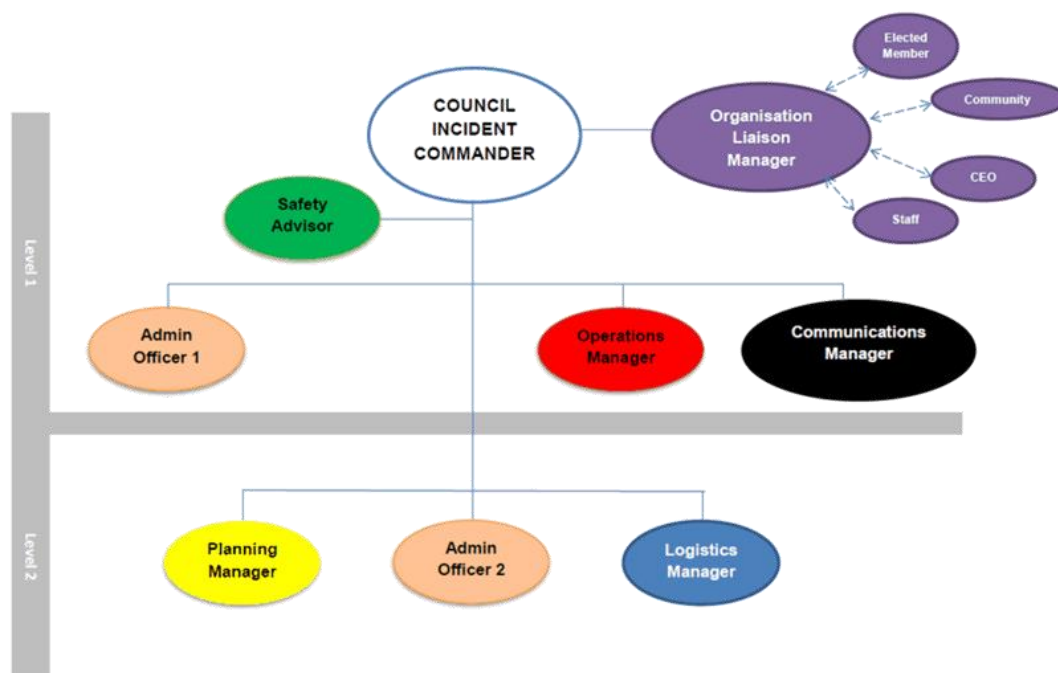 Elected
Member
COUNCIL
INCIDENT
COMMANDER
Organisation
Liaison
Manager
Community
CEO
Staff
Safety
Advisor
Level 1
Admin
Officer 1
Operations
Manager
Communications
Manager
Level 2
Planning
Manager
Admin
Officer 2
Logistics
Manager